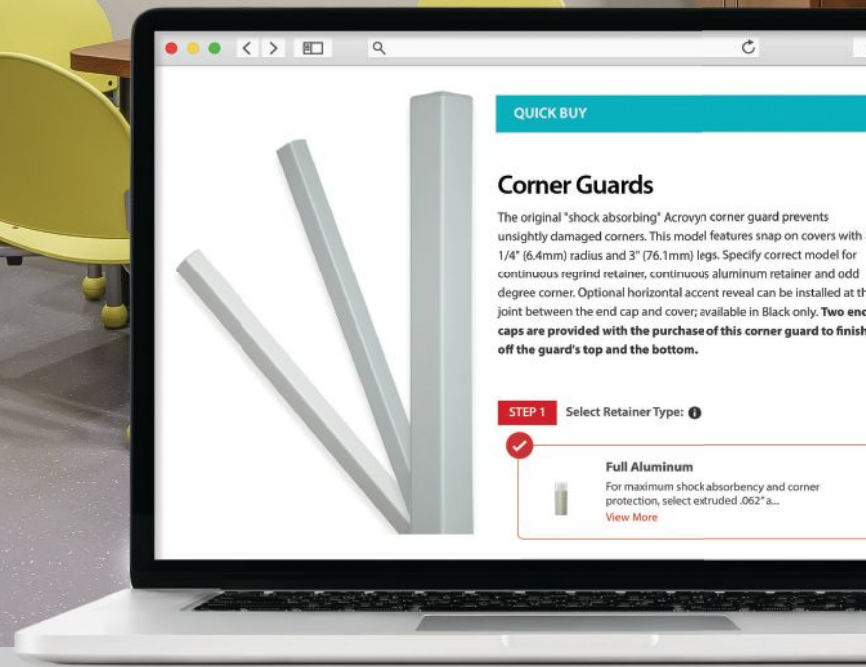 QUICK BUY
Corner Guards
The original "shock absorbing" Acrovyn corner guard prevents
unsightly damaged corners. This model features snap on covers with
1/4" (6.4mm) radius and 3" (76.1mm) legs. Specify correct model for
continuous regrind retainer, continuous aluminum retainer and odd
degree corner. Optional horizontal accent reveal can be installed at th
joint between the end cap and cover; available in Black only. Two end
caps are provided with the purchase of this corner guard to finish
off the guard's top and the bottom.
STEP 1 Select Retainer Type:
Full Aluminum
For maximum shock absorbency and corner
protection, select extruded .062" a...
View More